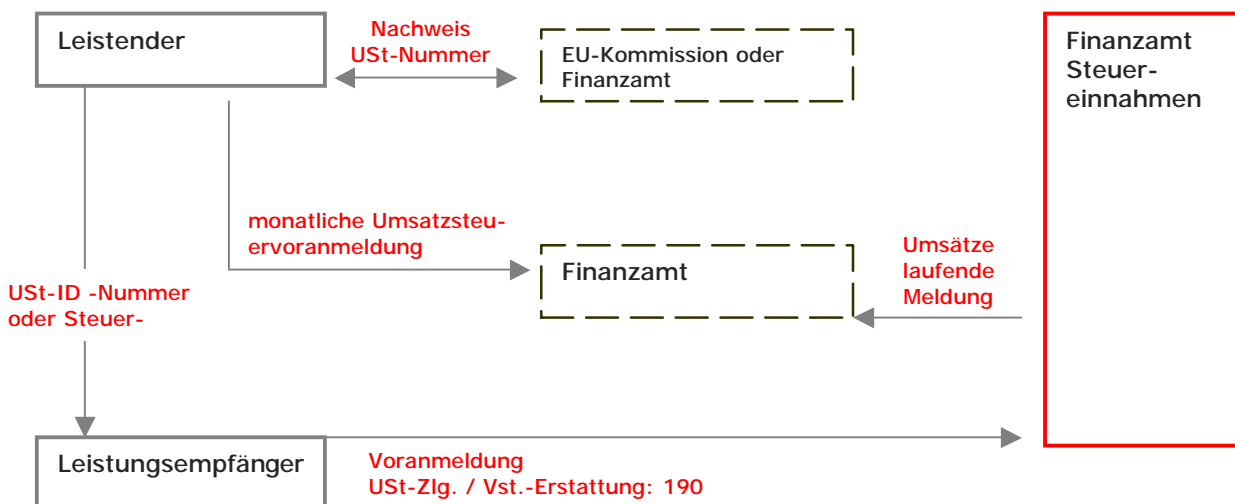 Leistender
Nachweis
USt-Nummer
EU-Kommission oder
Finanzamt
Finanzamt
Steuer-
einnahmen
monatliche Umsatzsteu-
ervoranmeldung
Finanzamt
Umsätze
laufende
Meldung
USt-ID -Nummer
oder Steuer-
Leistungsempfänger
Voranmeldung
USt-Zlg. / Vst.-Erstattung: 190